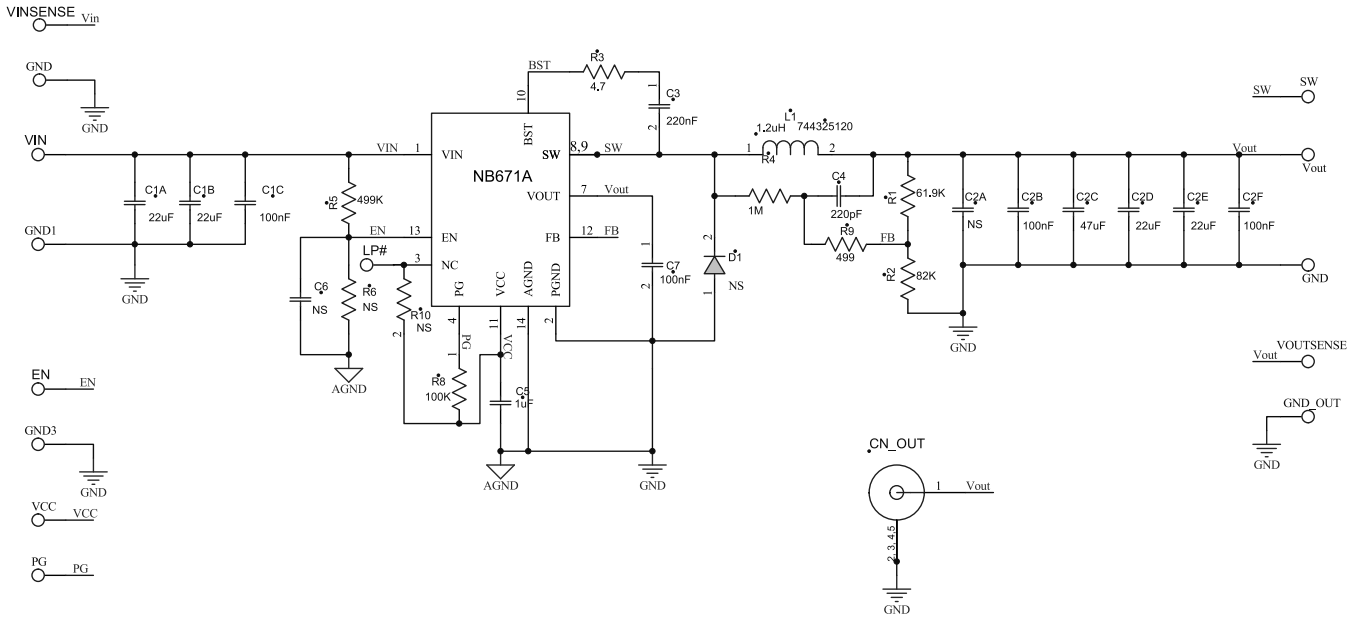 VINSENSE
Vin
GND
GND
VIN
VIN
1
C1A
22uF
C1B
22uF
C1C
100nF
GND1
GND
R5
499K
EN
13
LP#
3
C6
NS
R6
NS
AGND
R10
NS
2
BST
10
R3
4.7
1
C3
2
220nF
NB671A
VIN
BST
SW
VOUT
EN
FB
NC
PG
VCC
AGND
PGND
8,9
SW
7
Vout
12
FB
4
PG
11
VCC
14
2
1
R8
100K
C5
1uF
AGND
1
C7
100nF
2
GND
2
D1
1
NS
L1
1.2uH
744325120
1
2
R4
1M
C4
220pF
R9
499
FB
R1
61.9K
R2
82K
C2A
NS
C2B
100nF
C2C
47uF
C2D
22uF
C2E
22uF
C2F
100nF
GND
SW
SW
Vout
Vout
GND
VOUTSENSE
Vout
GND_OUT
GND
EN
EN
GND3
GND
VCC
VCC
PG
PG
CN_OUT
1
Vout
2, 3, 4,5
GND